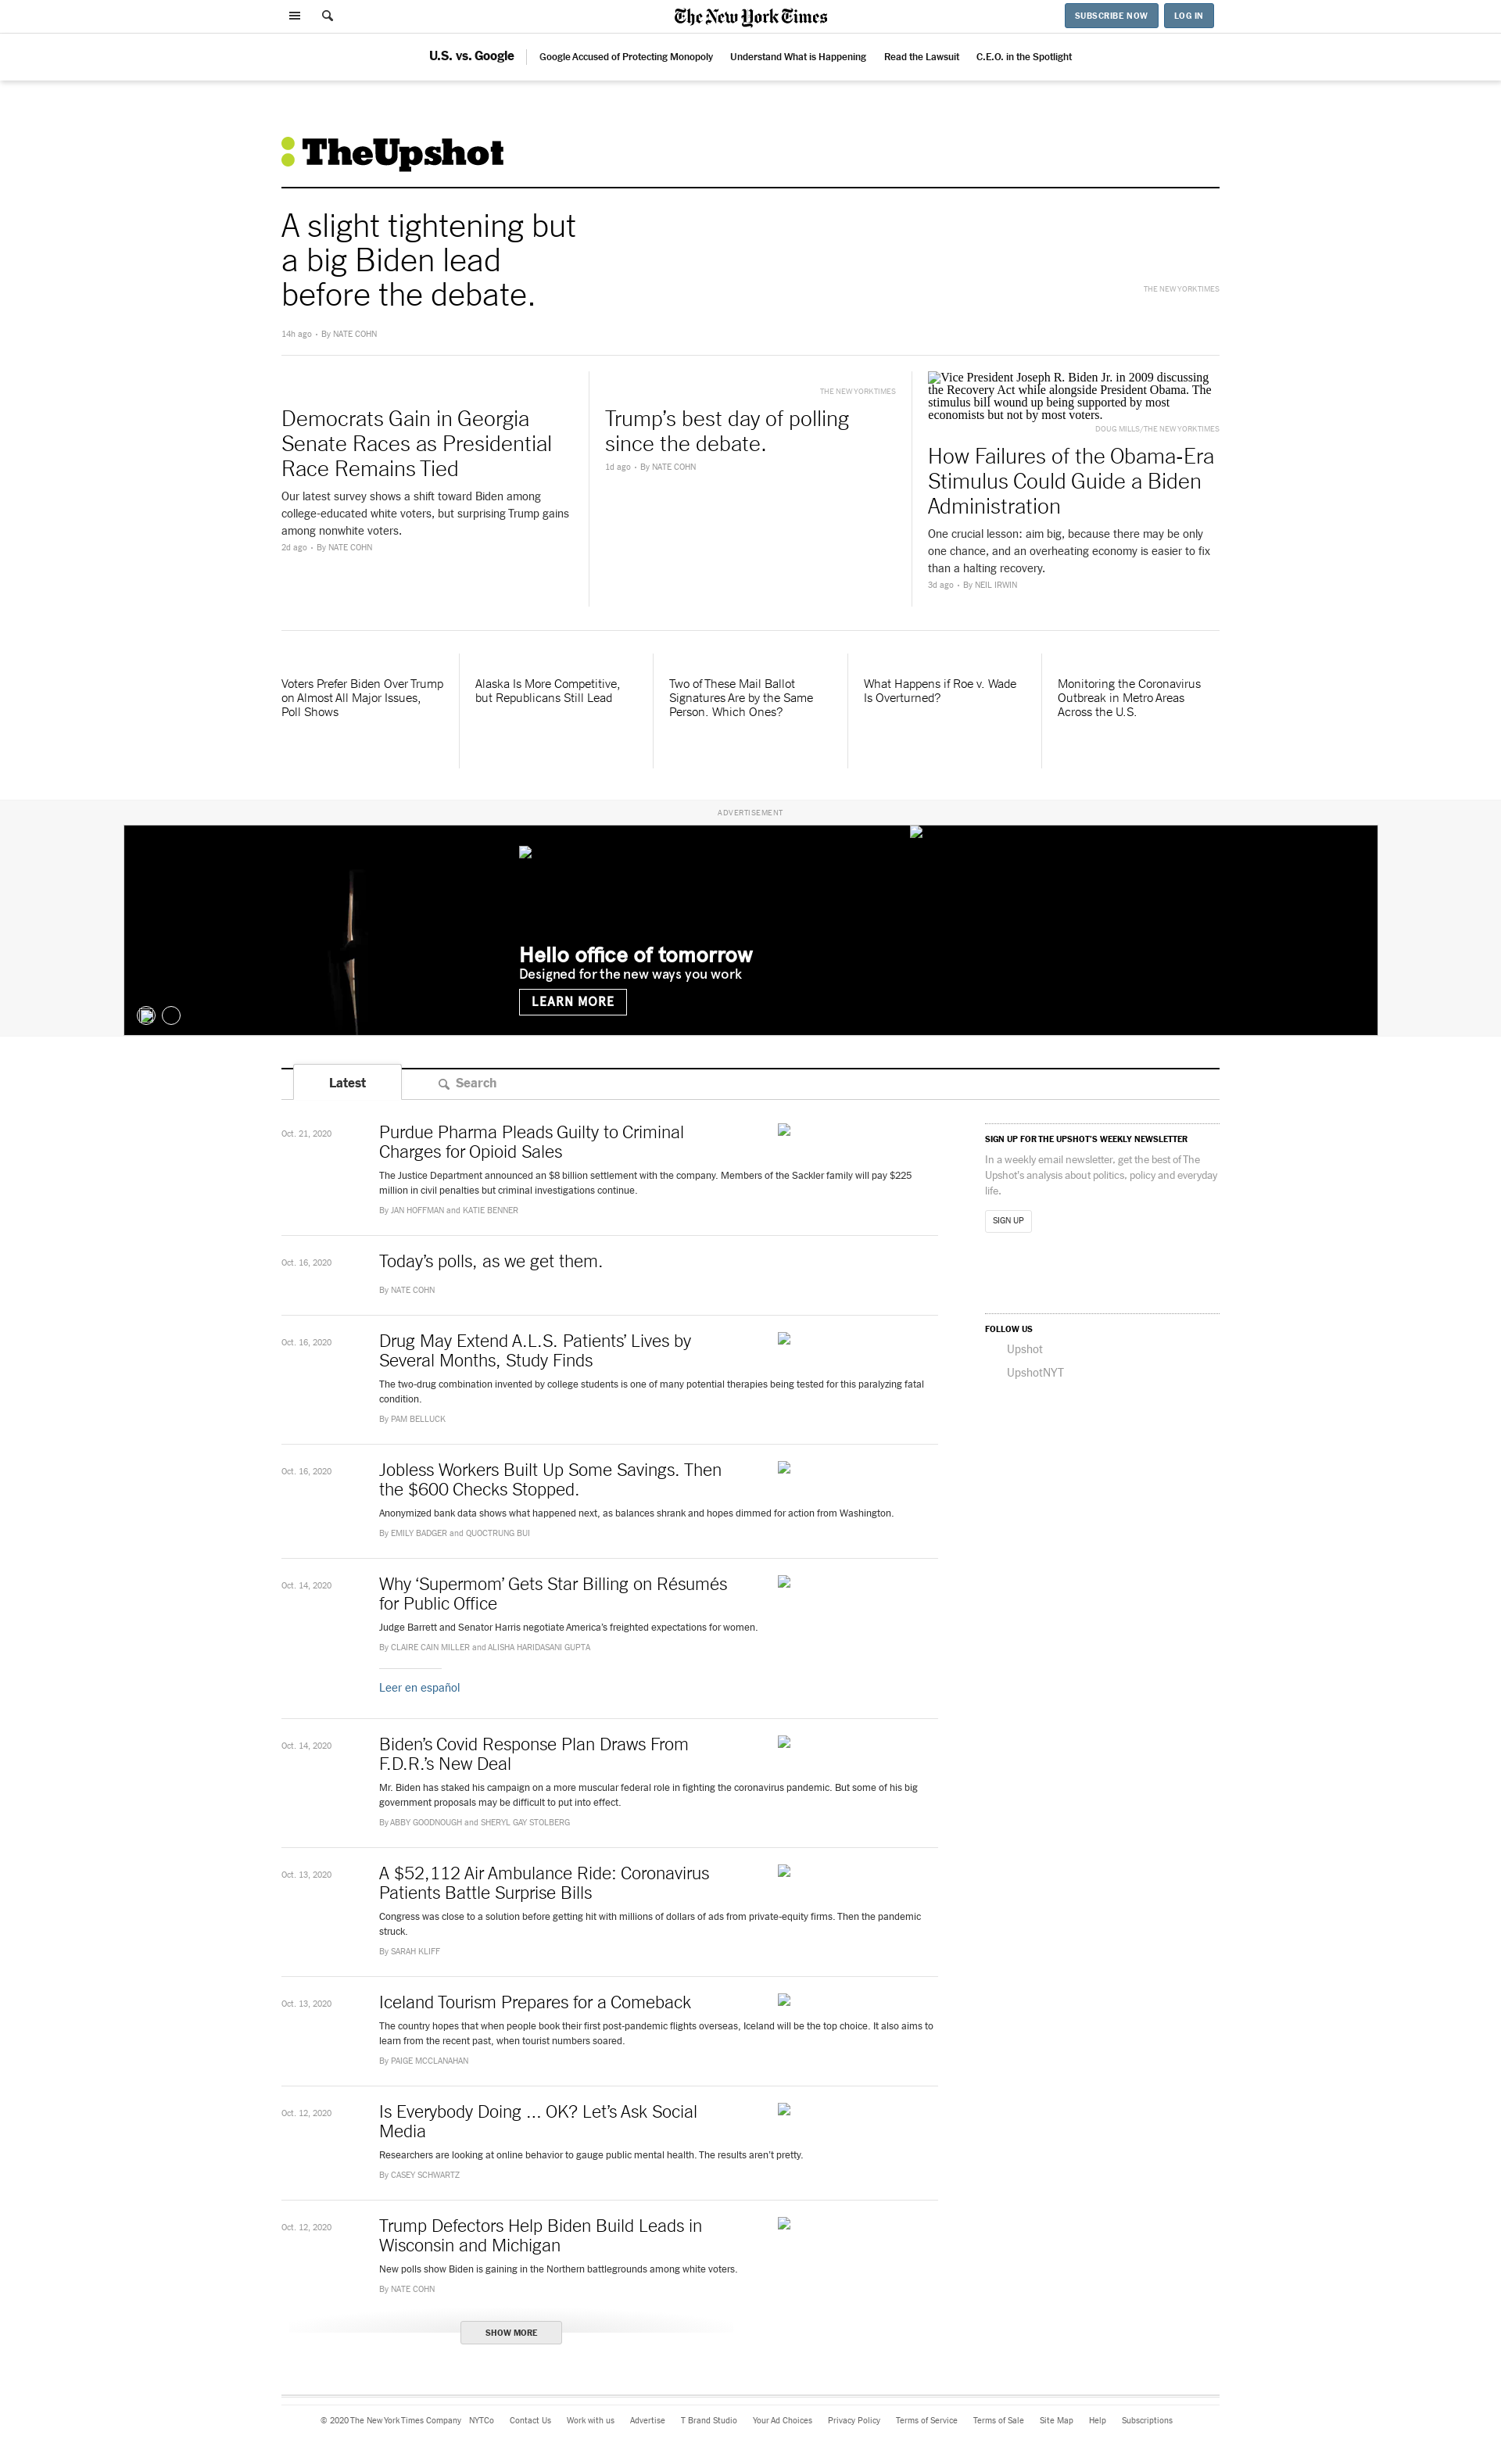 The New York Times
SUBSCRIBE NOW
LOG IN
U.S. vs. Google
Google Accused of Protecting Monopoly
Understand What is Happening
Read the Lawsuit
C.E.O. in the Spotlight
TheUpshot
A slight tightening but
a big Biden lead
before the debate.
THE NEW YORK TIMES
14h ago • By NATE COHN
Democrats Gain in Georgia
Senate Races as Presidential
Race Remains Tied
Our latest survey shows a shift toward Biden among
college-educated white voters, but surprising Trump gains
among nonwhite voters.
2d ago • By NATE COHN
THE NEW YORK TIMES
Trump’s best day of polling
since the debate.
1d ago • By NATE COHN
Vice President Joseph R. Biden Jr. in 2009 discussing
the Recovery Act while alongside President Obama. The
stimulus bill wound up being supported by most
economists but not by most voters.
DOUG MILLS/THE NEW YORK TIMES
How Failures of the Obama-Era
Stimulus Could Guide a Biden
Administration
One crucial lesson: aim big, because there may be only
one chance, and an overheating economy is easier to fix
than a halting recovery.
3d ago • By NEIL IRWIN
Voters Prefer Biden Over Trump
on Almost All Major Issues,
Poll Shows
Alaska Is More Competitive,
but Republicans Still Lead
Two of These Mail Ballot
Signatures Are by the Same
Person. Which Ones?
What Happens if Roe v. Wade
Is Overturned?
Monitoring the Coronavirus
Outbreak in Metro Areas
Across the U.S.
ADVERTISEMENT
Hello office of tomorrow
Designed for the new ways you work
LEARN MORE
Latest
Search
Oct. 21, 2020
Purdue Pharma Pleads Guilty to Criminal
Charges for Opioid Sales
The Justice Department announced an $8 billion settlement with the company. Members of the Sackler family will pay $225
million in civil penalties but criminal investigations continue.
By JAN HOFFMAN and KATIE BENNER
Oct. 16, 2020
Today’s polls, as we get them.
By NATE COHN
Oct. 16, 2020
Drug May Extend A.L.S. Patients’ Lives by
Several Months, Study Finds
The two-drug combination invented by college students is one of many potential therapies being tested for this paralyzing fatal
condition.
By PAM BELLUCK
Oct. 16, 2020
Jobless Workers Built Up Some Savings. Then
the $600 Checks Stopped.
Anonymized bank data shows what happened next, as balances shrank and hopes dimmed for action from Washington.
By EMILY BADGER and QUOCTRUNG BUI
Oct. 14, 2020
Why ‘Supermom’ Gets Star Billing on Résumés
for Public Office
Judge Barrett and Senator Harris negotiate America’s freighted expectations for women.
By CLAIRE CAIN MILLER and ALISHA HARIDASANI GUPTA
Leer en español
Oct. 14, 2020
Biden’s Covid Response Plan Draws From
F.D.R.’s New Deal
Mr. Biden has staked his campaign on a more muscular federal role in fighting the coronavirus pandemic. But some of his big
government proposals may be difficult to put into effect.
By ABBY GOODNOUGH and SHERYL GAY STOLBERG
Oct. 13, 2020
A $52,112 Air Ambulance Ride: Coronavirus
Patients Battle Surprise Bills
Congress was close to a solution before getting hit with millions of dollars of ads from private-equity firms. Then the pandemic
struck.
By SARAH KLIFF
Oct. 13, 2020
Iceland Tourism Prepares for a Comeback
The country hopes that when people book their first post-pandemic flights overseas, Iceland will be the top choice. It also aims to
learn from the recent past, when tourist numbers soared.
By PAIGE MCCLANAHAN
Oct. 12, 2020
Is Everybody Doing ... OK? Let’s Ask Social
Media
Researchers are looking at online behavior to gauge public mental health. The results aren’t pretty.
By CASEY SCHWARTZ
Oct. 12, 2020
Trump Defectors Help Biden Build Leads in
Wisconsin and Michigan
New polls show Biden is gaining in the Northern battlegrounds among white voters.
By NATE COHN
SHOW MORE
SIGN UP FOR THE UPSHOT’S WEEKLY NEWSLETTER
In a weekly email newsletter, get the best of The
Upshot’s analysis about politics, policy and everyday
life.
SIGN UP
FOLLOW US
Upshot
UpshotNYT
© 2020 The New York Times Company NYTCo Contact Us Work with us Advertise T Brand Studio Your Ad Choices Privacy Policy Terms of Service Terms of Sale Site Map Help Subscriptions